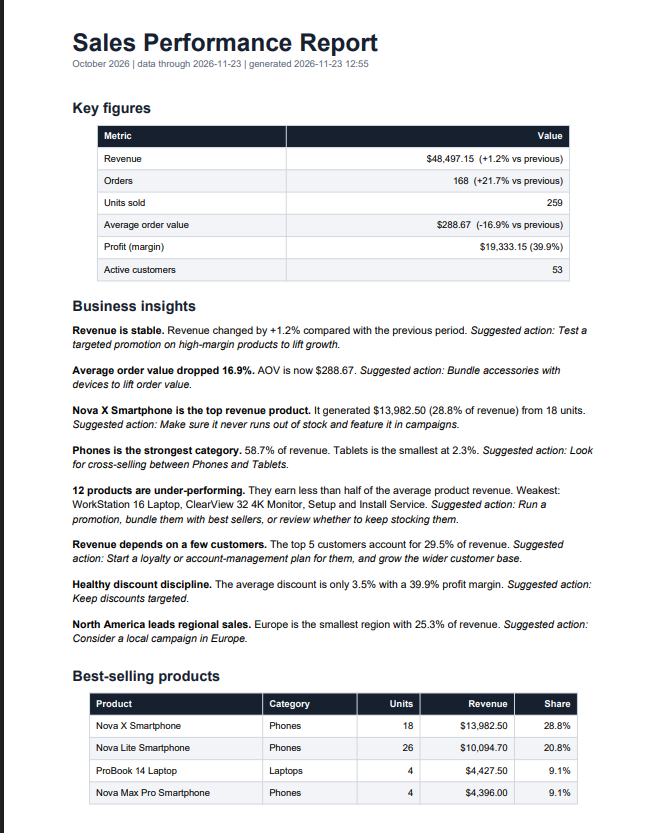 Sales Performance Report
October 2026 | data through 2026-11-23 | generated 2026-11-23 12:55
Key figures
Metric Value
Revenue $48,497.15 (+1.2% vs previous)
Orders 168 (+21.7% vs previous)
Units sold 259
Average order value $288.67 (-16.9% vs previous)
Profit (margin) $19,333.15 (39.9%)
Active customers 53
Business insights
Revenue is stable. Revenue changed by +1.2% compared with the previous period. Suggested action: Test a
targeted promotion on high-margin products to lift growth.
Average order value dropped 16.9%. AOV is now $288.67. Suggested action: Bundle accessories with
devices to lift order value.
Nova X Smartphone is the top revenue product. It generated $13,982.50 (28.8% of revenue) from 18 units.
Suggested action: Make sure it never runs out of stock and feature it in campaigns.
Phones is the strongest category. 58.7% of revenue. Tablets is the smallest at 2.3%. Suggested action: Look
for cross-selling between Phones and Tablets.
12 products are under-performing. They earn less than half of the average product revenue. Weakest:
WorkStation 16 Laptop, ClearView 32 4K Monitor, Setup and Install Service. Suggested action: Run a
promotion, bundle them with best sellers, or review whether to keep stocking them.
Revenue depends on a few customers. The top 5 customers account for 29.5% of revenue. Suggested
action: Start a loyalty or account-management plan for them, and grow the wider customer base.
Healthy discount discipline. The average discount is only 3.5% with a 39.9% profit margin. Suggested action:
Keep discounts targeted.
North America leads regional sales. Europe is the smallest region with 25.3% of revenue. Suggested action:
Consider a local campaign in Europe.
Best-selling products
Product Category Units Revenue Share
Nova X Smartphone Phones 18 $13,982.50 28.8%
Nova Lite Smartphone Phones 26 $10,094.70 20.8%
ProBook 14 Laptop Laptops 4 $4,427.50 9.1%
Nova Max Pro Smartphone Phones 4 $4,396.00 9.1%